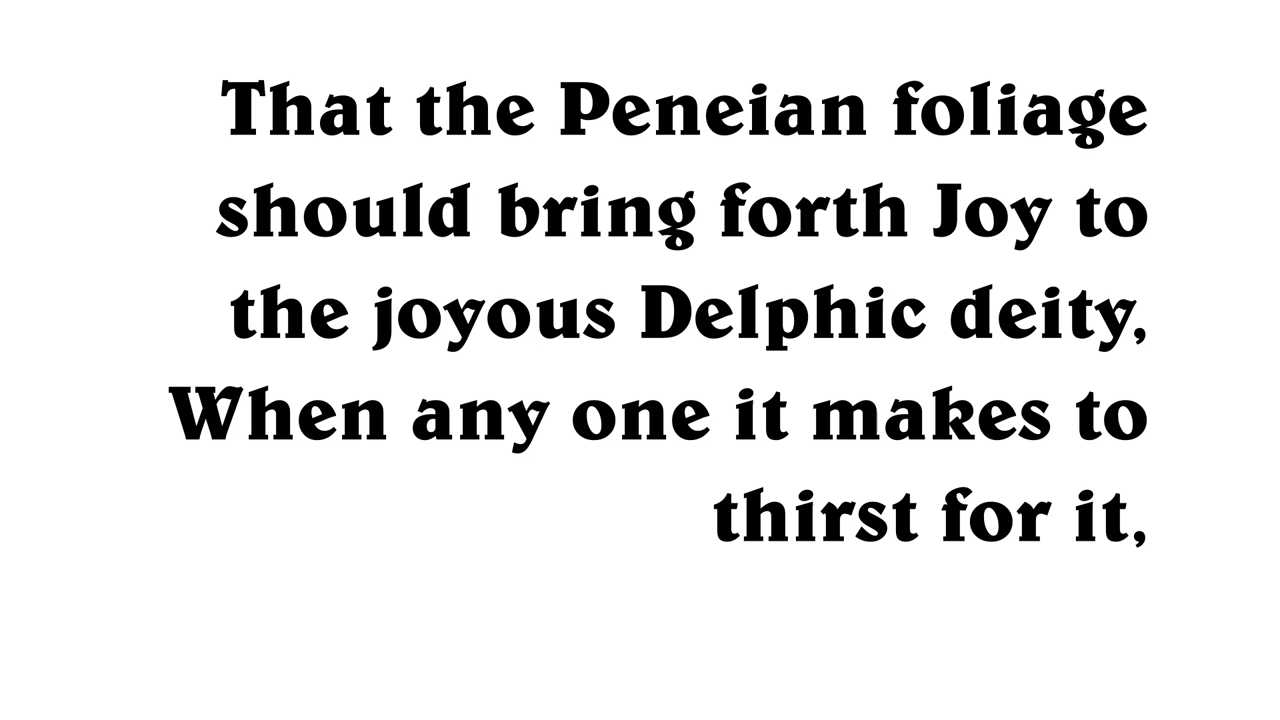 That the Peneian foliage
should bring forth Joy to
the joyous Delphic deity,
When any one it makes to
thirst for it,